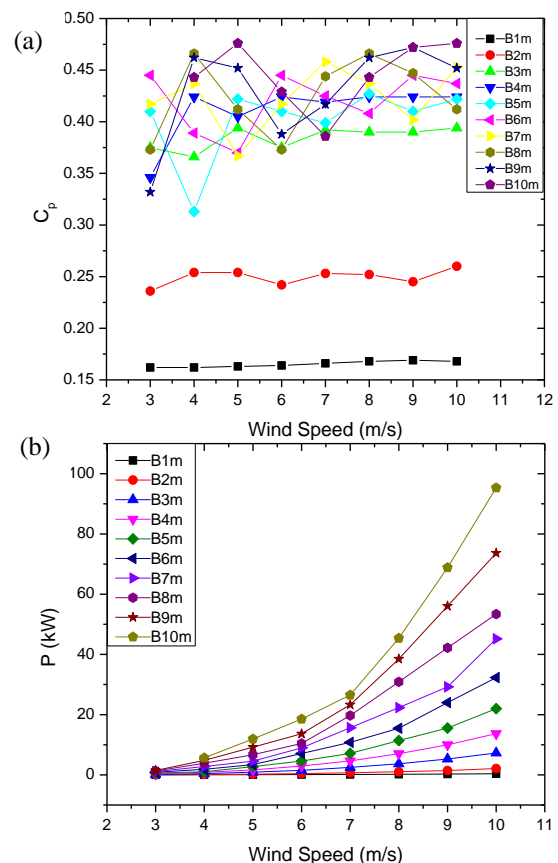 (a)
0.50
0.45
0.40
0.35
0.30
0.25
0.20
0.15
Cp
2 3 4 5 6 7 8 9 10 11 12
Wind Speed (m/s)
B1m
B2m
B3m
B4m
B5m
B6m
B7m
B8m
B9m
B10m
(b)
100
80
60
40
20
0
P (kW)
2 3 4 5 6 7 8 9 10 11
Wind Speed (m/s)
B1m
B2m
B3m
B4m
B5m
B6m
B7m
B8m
B9m
B10m